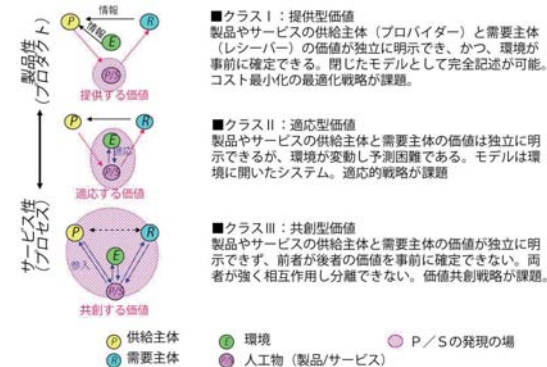 情報
情報
P
R
E
P/S
提供する価値
製品性
(プロダクト)
■クラスⅠ：提供型価値
製品やサービスの供給主体（プロバイダー）と需要主体
（レシーバー）の価値が独立に明示でき、かつ、環境が
事前に確定できる。閉じたモデルとして完全記述が可能。
コスト最小化の最適化戦略が課題。
P
R
E
適応
P/S
適応する価値
■クラスⅡ：適応型価値
製品やサービスの供給主体と需要主体の価値は独立に明
示できるが、環境が変動し予測困難である。モデルは環
境に開いたシステム。適応的戦略が課題
サービス性
(プロセス)
P
R
E
参入
P/S
共創する価値
■クラスⅢ：共創型価値
製品やサービスの供給主体と需要主体の価値が独立に明
示できず、前者が後者の価値を事前に確定できない。両
者が強く相互作用し分離できない。価値共創戦略が課題。
P 供給主体
E 環境
P／Sの発現の場
R 需要主体
P/S 人工物（製品/サービス）